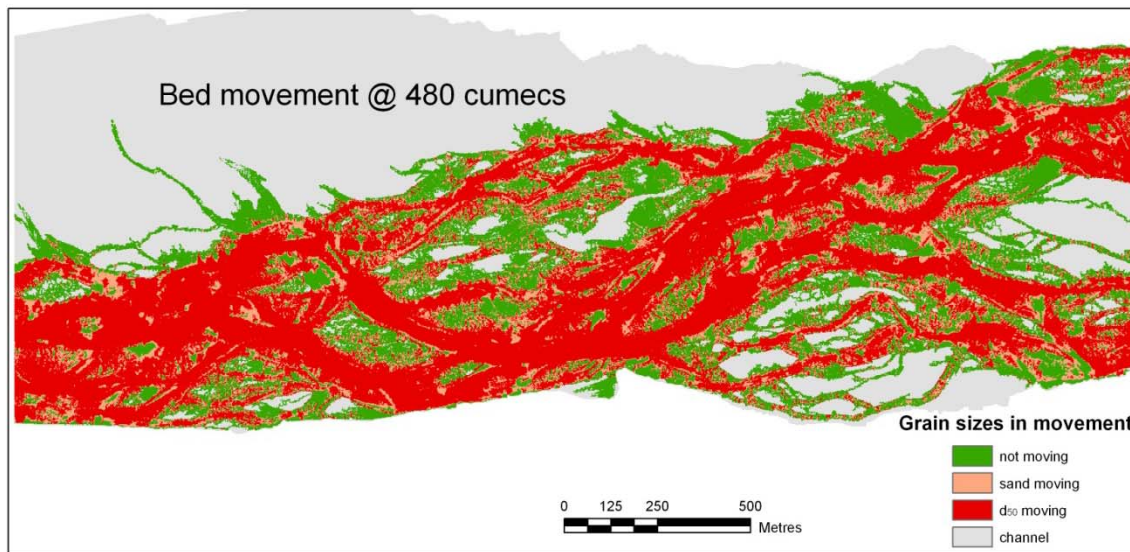 Bed movement @ 480 cumecs
Grain sizes in movement
not moving
sand moving
d50 moving
channel
0 125 250 500
Metres